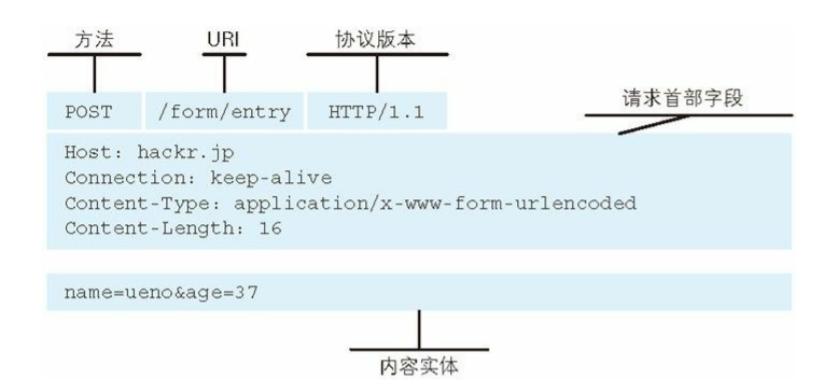 方法 URI 协议版本
请求首部字段
POST /form/entry HTTP/1.1
Host: hackr.jp
Connection: keep-alive
Content-Type: application/x-www-form-urlencoded
Content-Length: 16
name=ueno&age=37
内容实体